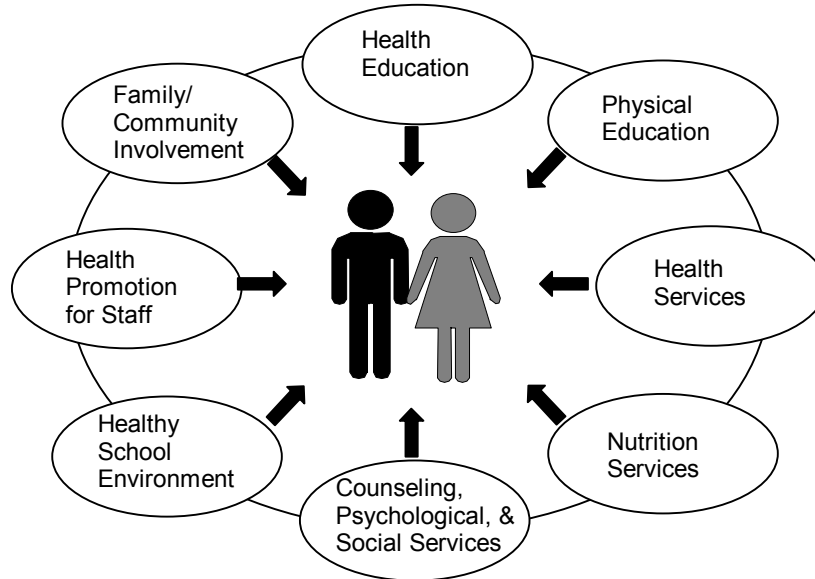 Health
Education
Physical
Education
Health
Services
Nutrition
Services
Counseling,
Psychological, &
Social Services
Healthy
School
Environment
Health
Promotion
for Staff
Family/
Community
Involvement